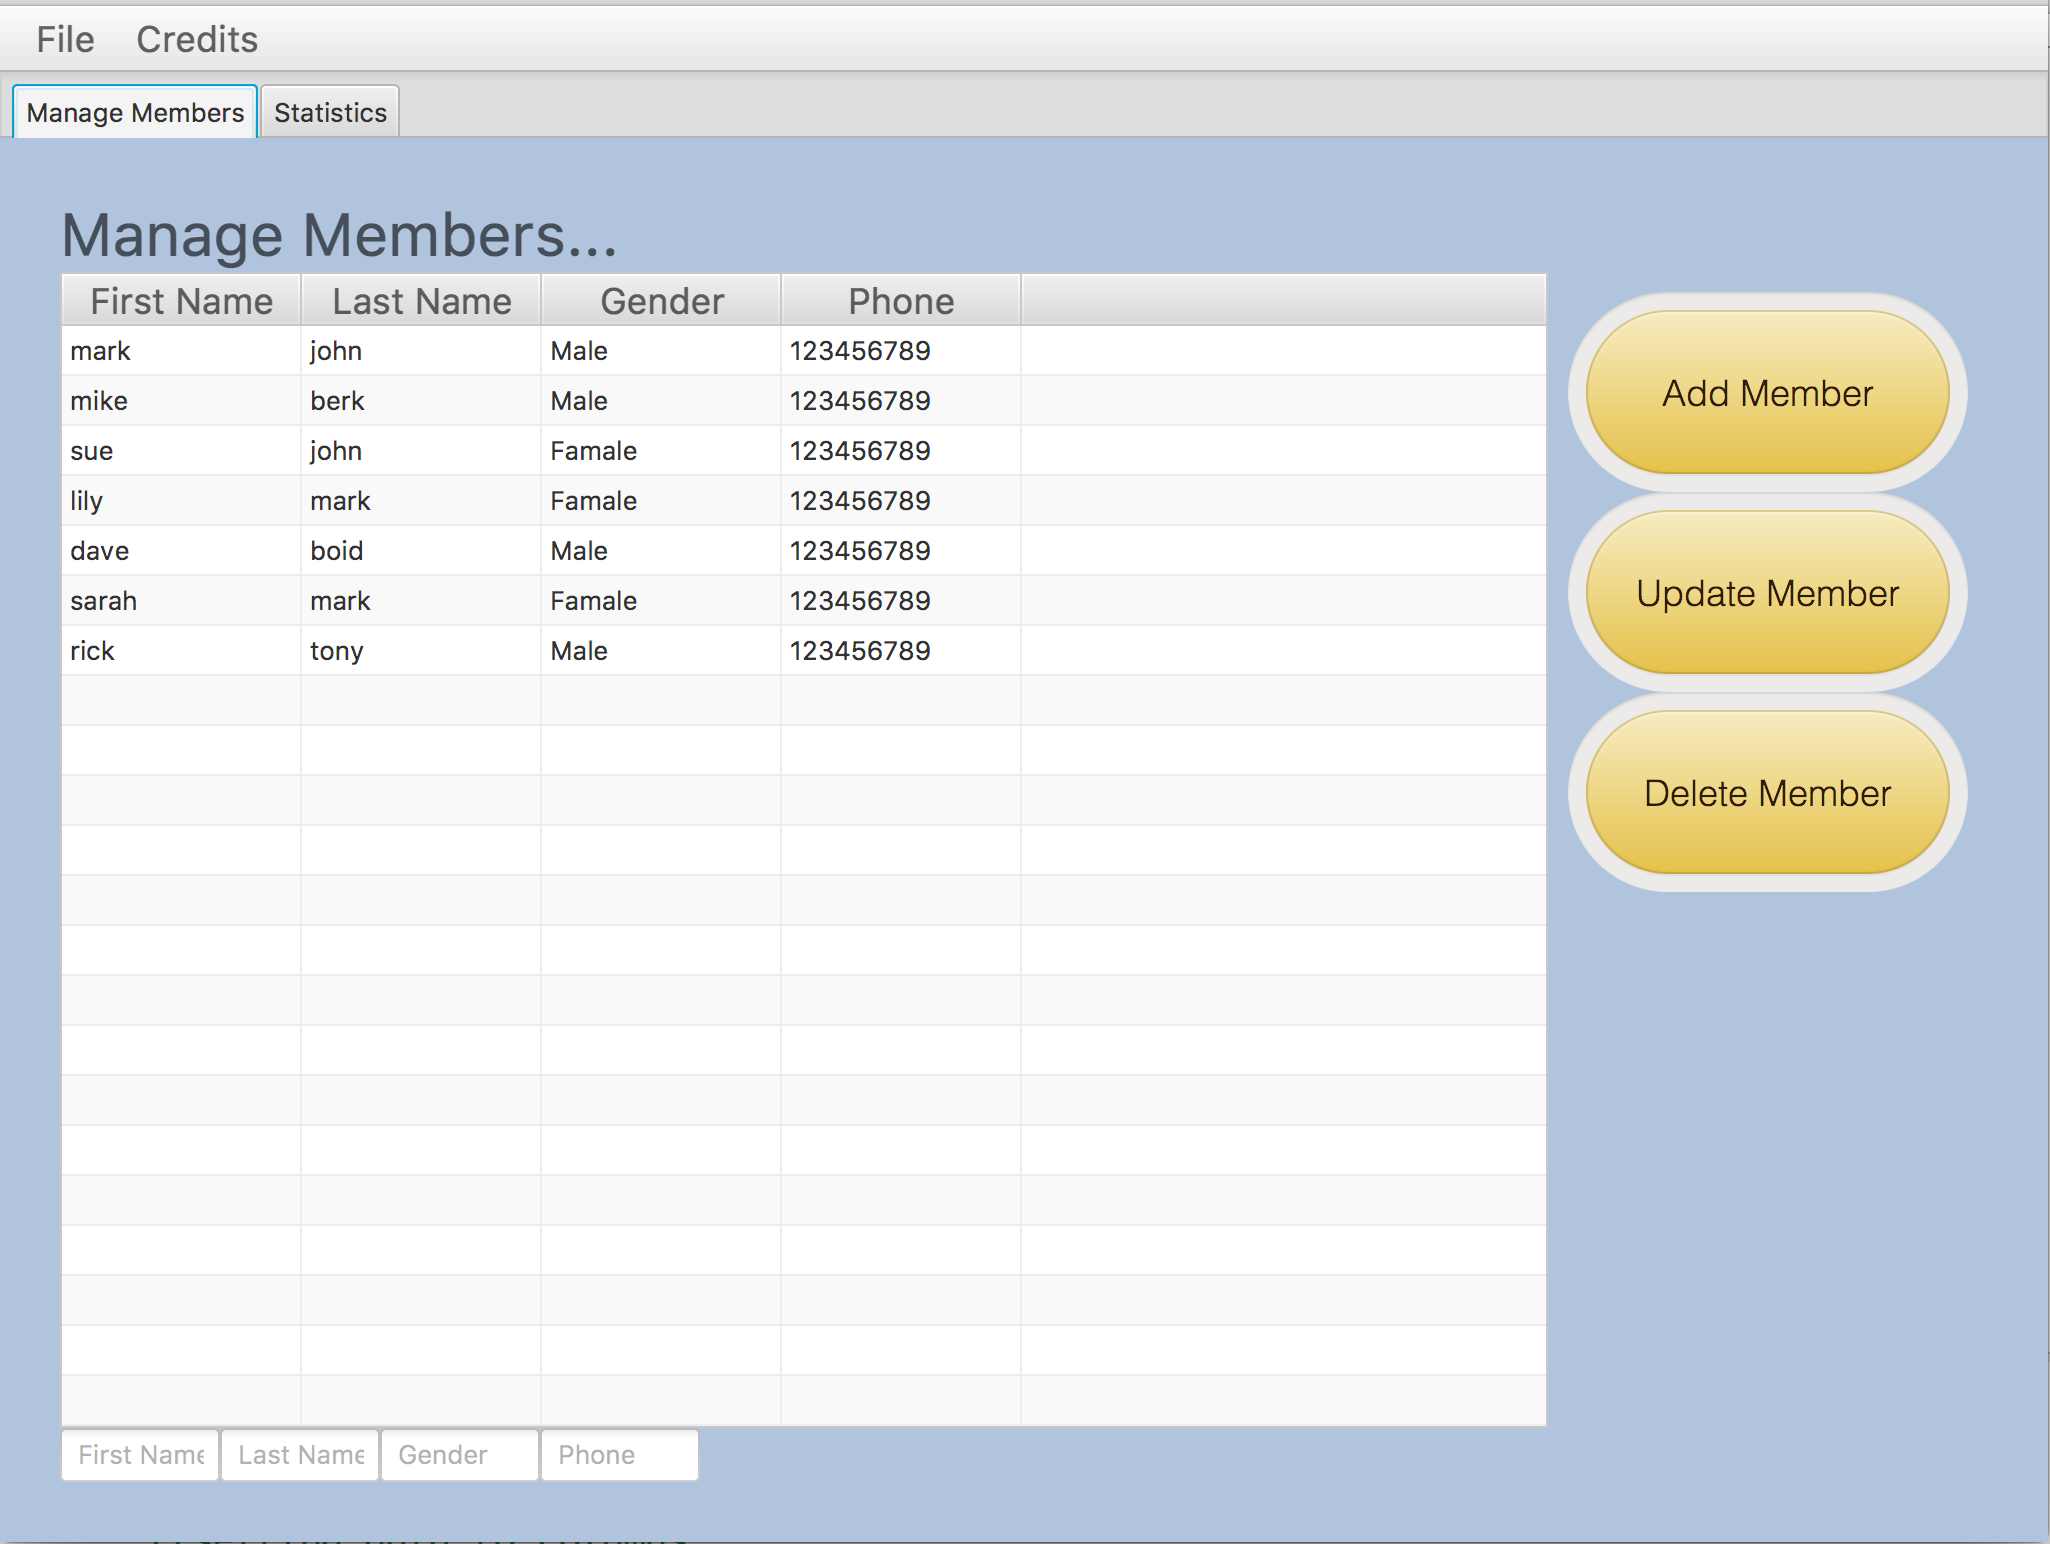 File Credits
Manage Members Statistics
Manage Members...
First Name Last Name Gender Phone
mark john Male 123456789
mike berk Male 123456789
sue john Famale 123456789
lily mark Famale 123456789
dave boid Male 123456789
sarah mark Famale 123456789
rick tony Male 123456789
Add Member
Update Member
Delete Member
First Name Last Name Gender Phone